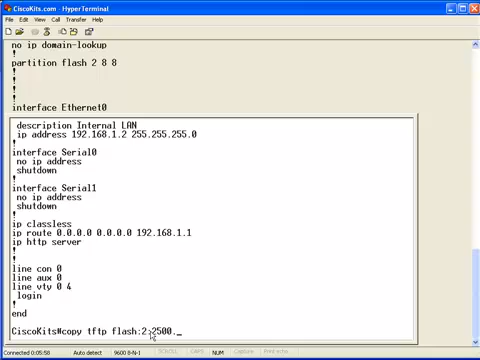 CiscoKits.com - HyperTerminal
File Edit View Call Transfer Help
no ip domain-lookup
!
partition flash 2 8 8
!
!
!
!
interface Ethernet0
description Internal LAN
ip address 192.168.1.2 255.255.255.0
!
interface Serial0
no ip address
shutdown
!
interface Serial1
no ip address
shutdown
!
ip classless
ip route 0.0.0.0 0.0.0.0 192.168.1.1
ip http server
!
!
line con 0
line aux 0
line vty 0 4
login
!
end
CiscoKits#copy tftp flash:2:2500._
Connected 0:05:58 Auto detect 9600 8-N-1 SCROLL CAPS NUM Capture Print echo